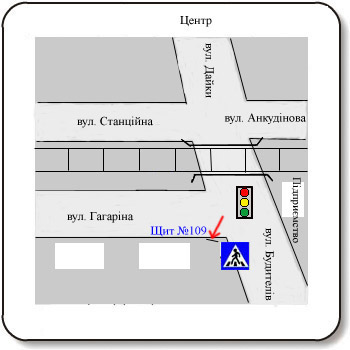 Центр
вул. Дайки
вул. Станційна
вул. Анкудінова
вул. Гагаріна
Підприємство
Щит №109
вул. Будителів